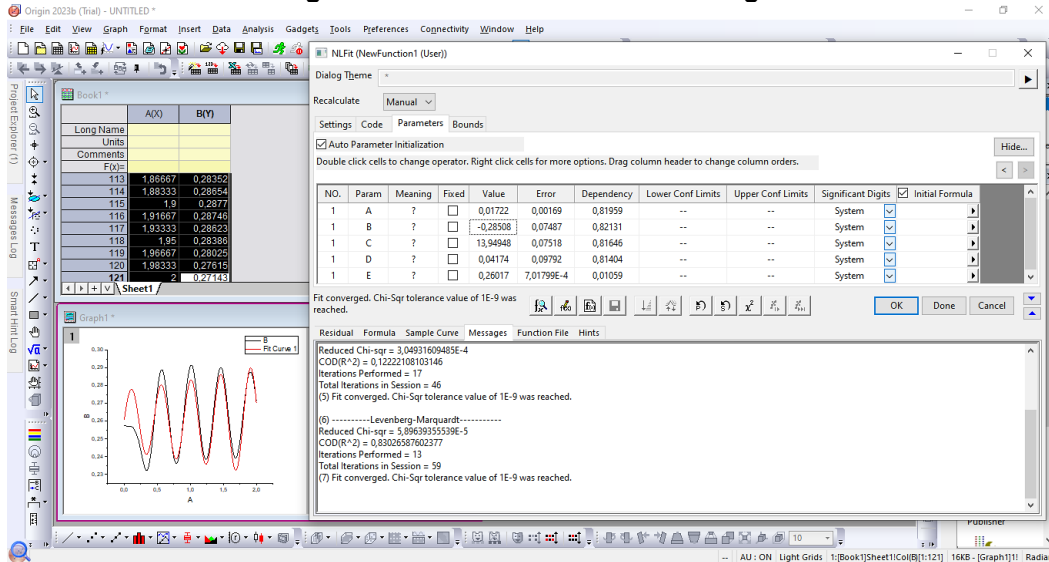 Origin 2023b (Trial) - UNTITLED *
File Edit View Graph Format Insert Data Analysis Gadgets Tools Preferences Connectivity Window Help
NLFit (NewFunction1 (User))
Dialog Theme *
Recalculate Manual
Settings Code Parameters Bounds
Auto Parameter Initialization
Hide...
Double click cells to change operator. Right click cells for more options. Drag column header to change column orders.
NO. Param Meaning Fixed Value Error Dependency Lower Conf Limits Upper Conf Limits Significant Digits Initial Formula
1 A ? 0,01722 0,00169 0,81959 -- -- System
1 B ? -0,28508 0,07487 0,82131 -- -- System
1 C ? 13,94948 0,07518 0,81646 -- -- System
1 D ? 0,04174 0,09792 0,81404 -- -- System
1 E ? 0,26017 7,01799E-4 0,01059 -- -- System
Fit converged. Chi-Sqr tolerance value of 1E-9 was
reached.
OK Done Cancel
Residual Formula Sample Curve Messages Function File Hints
Reduced Chi-sqr = 3,04931609485E-4
COD(R^2) = 0,12222108103146
Iterations Performed = 17
Total Iterations in Session = 46
(5) Fit converged. Chi-Sqr tolerance value of 1E-9 was reached.
(6) ----------Levenberg-Marquardt-----------
Reduced Chi-sqr = 5,89639355539E-5
COD(R^2) = 0,83026587602377
Iterations Performed = 13
Total Iterations in Session = 59
(7) Fit converged. Chi-Sqr tolerance value of 1E-9 was reached.
Project Explorer (1)
Messages Log
Smart Hint Log
Book1 *
A(X) B(Y)
Long Name
Units
Comments
F(x)=
113 1,86667 0,28352
114 1,88333 0,28654
115 1,9 0,2877
116 1,91667 0,28746
117 1,93333 0,28623
118 1,95 0,28386
119 1,96667 0,28025
120 1,98333 0,27615
121 2 0,27143
Sheet1
Graph1 *
1
B
Fit Curve 1
0,30
0,29
0,28
0,27
0,26
0,25
0,24
0,23
B
0,0 0,5 1,0 1,5 2,0
A
10
Publisher
-- AU : ON Light Grids 1:[Book1]Sheet1!Col(B)[1:121] 16KB - [Graph1]1! Radia